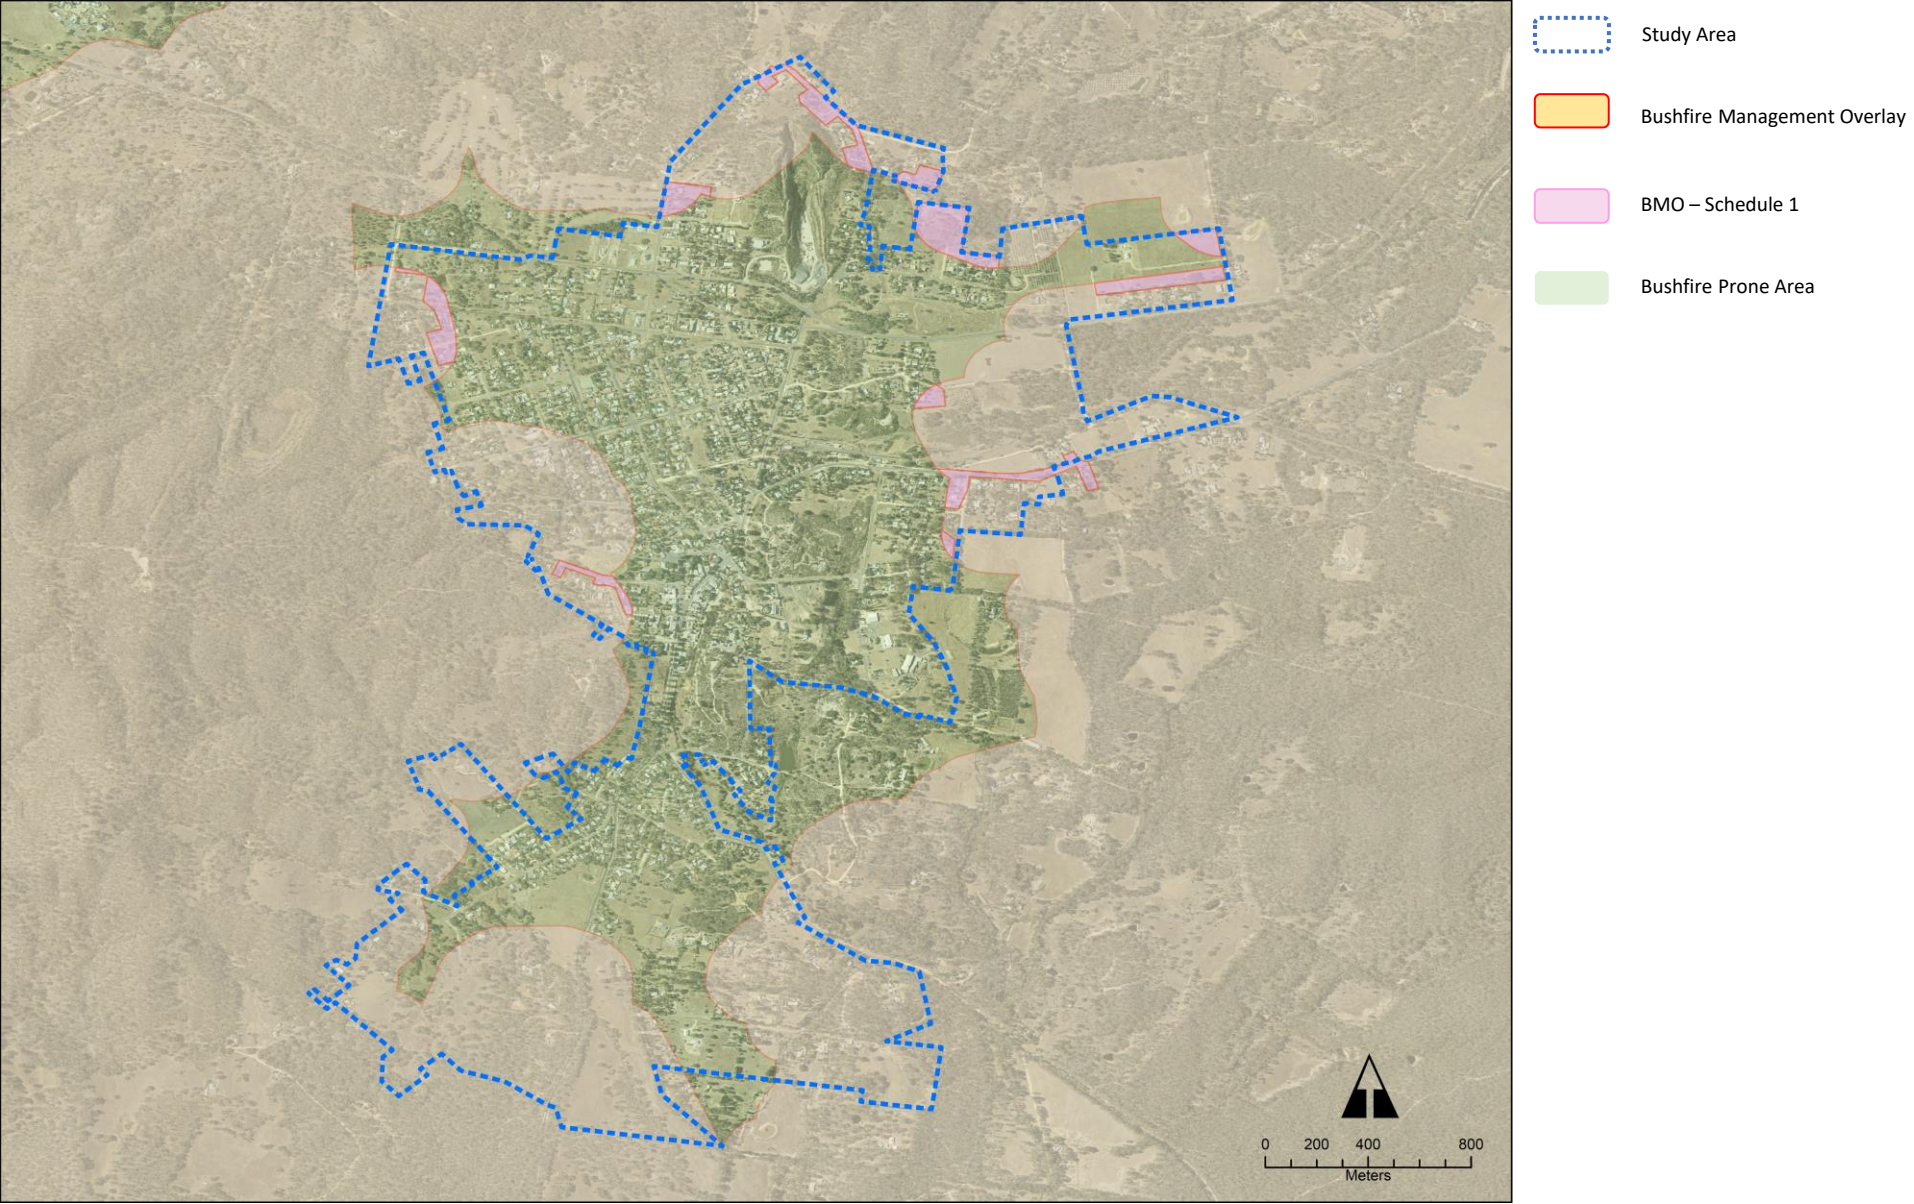 Study Area
Bushfire Management Overlay
BMO – Schedule 1
Bushfire Prone Area
0 200 400 800
Meters